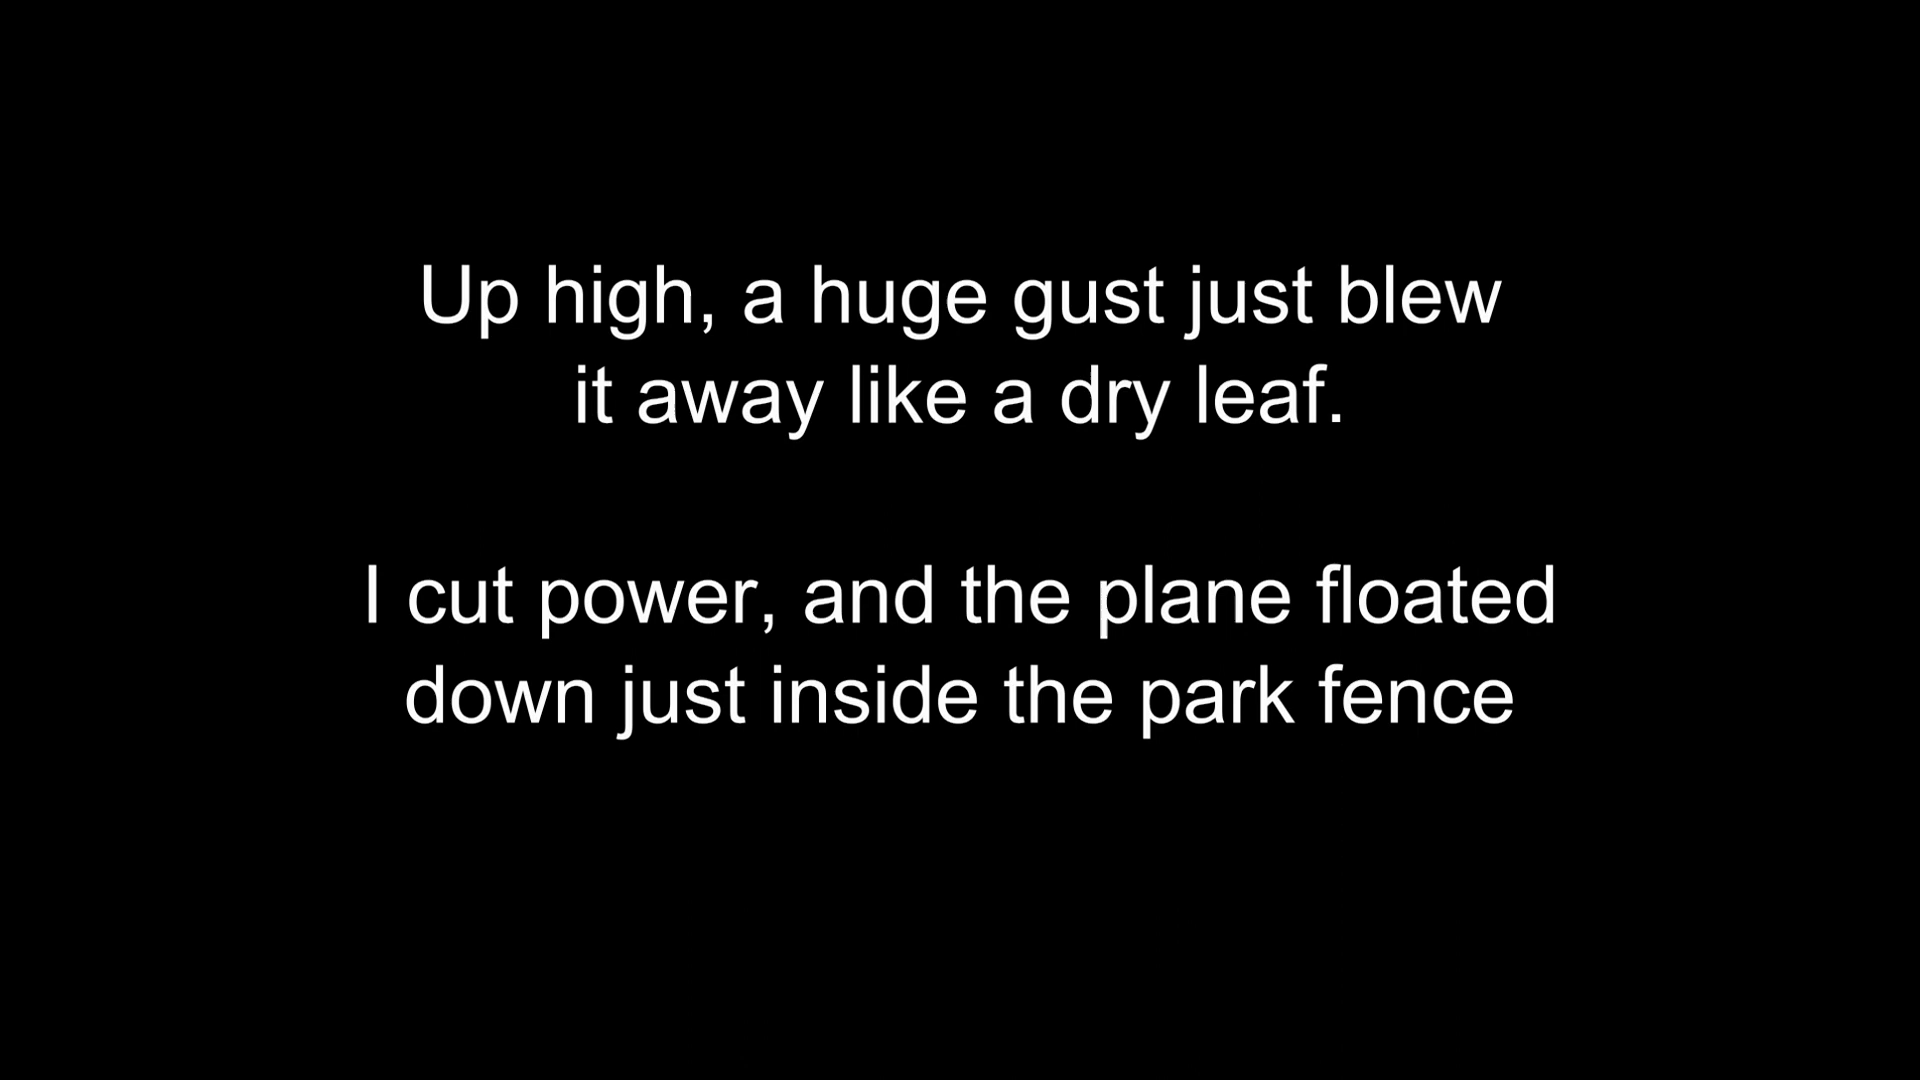 Up high, a huge gust just blew
it away like a dry leaf.
I cut power, and the plane floated
down just inside the park fence